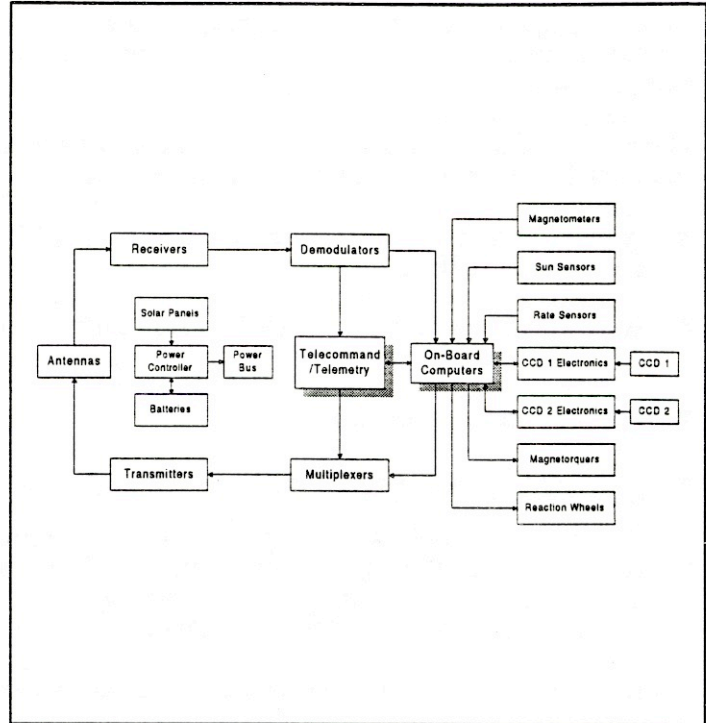 Magnetometers
Receivers
Demodulators
Sun Sensors
Solar Panels
Rate Sensors
Antennas
Power
Controller
Power
Bus
Telecommand
/Telemetry
On-Board
Computers
CCD 1 Electronics
CCD 1
Batteries
CCD 2 Electronics
CCD 2
Transmitters
Multiplexers
Magnetorquers
Reaction Wheels